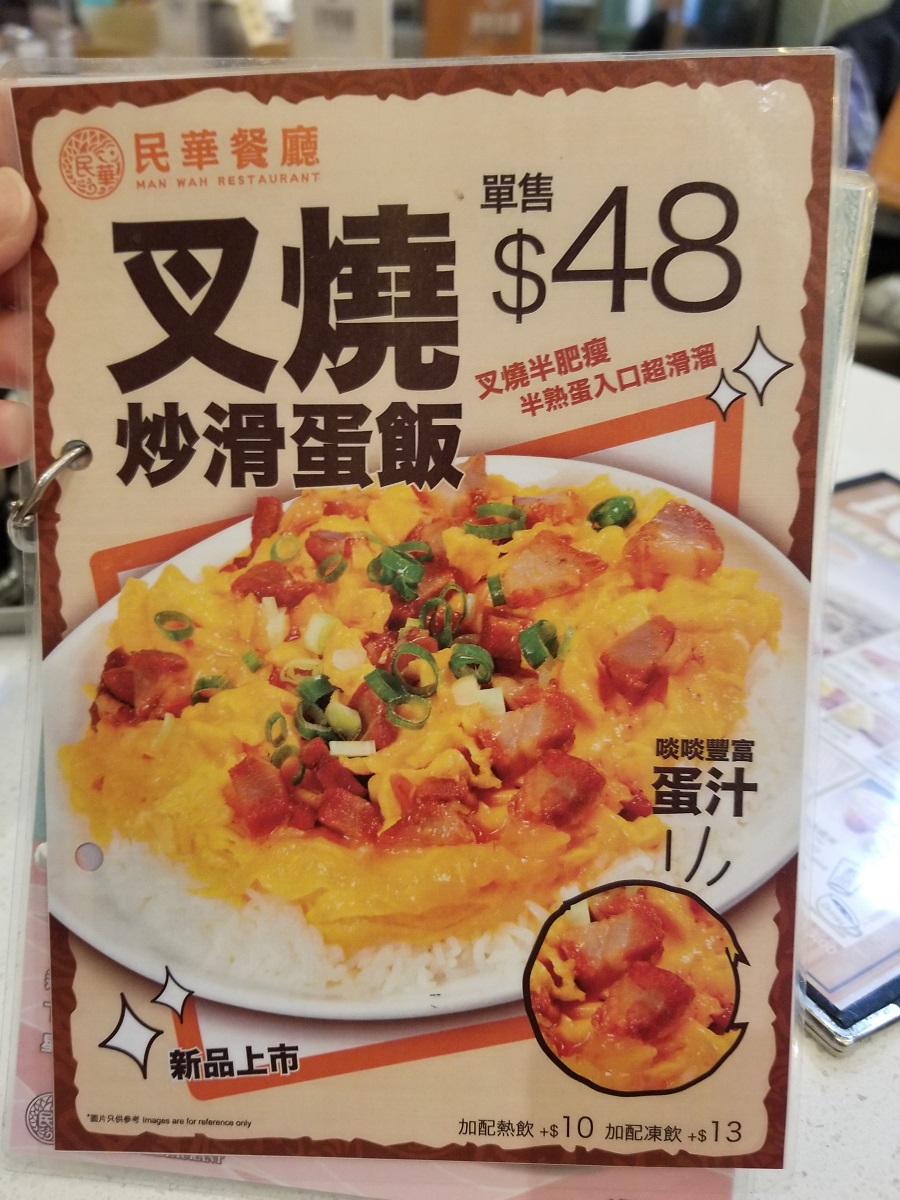 民華餐廳
MAN WAH RESTAURANT
單售
$48
叉燒
炒滑蛋飯
叉燒半肥瘦
半熟蛋入口超滑溜
啖啖豐富
蛋汁
新品上市
*圖片只供參考 Images are for reference only
加配熱飲 +$10 加配凍飲 +$13